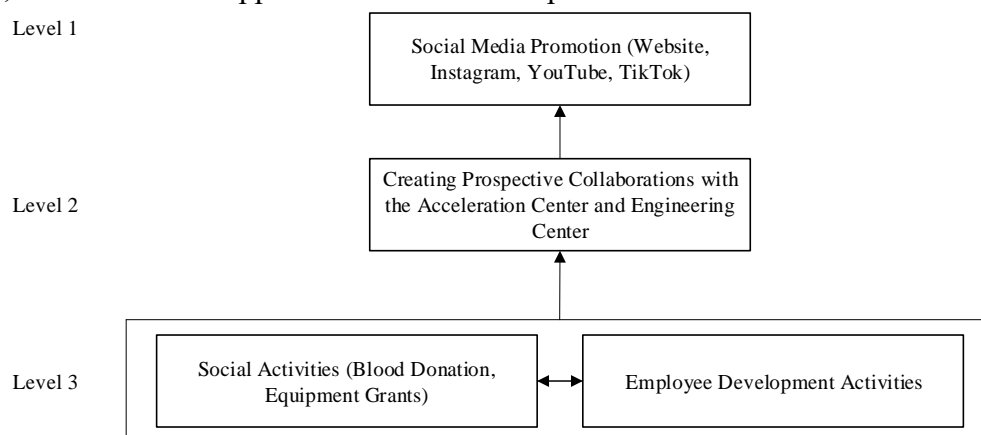 Level 1
Social Media Promotion (Website,
Instagram, YouTube, TikTok)
Creating Prospective Collaborations with
the Acceleration Center and Engineering
Center
Level 2
Social Activities (Blood Donation,
Equipment Grants)
Employee Development Activities
Level 3